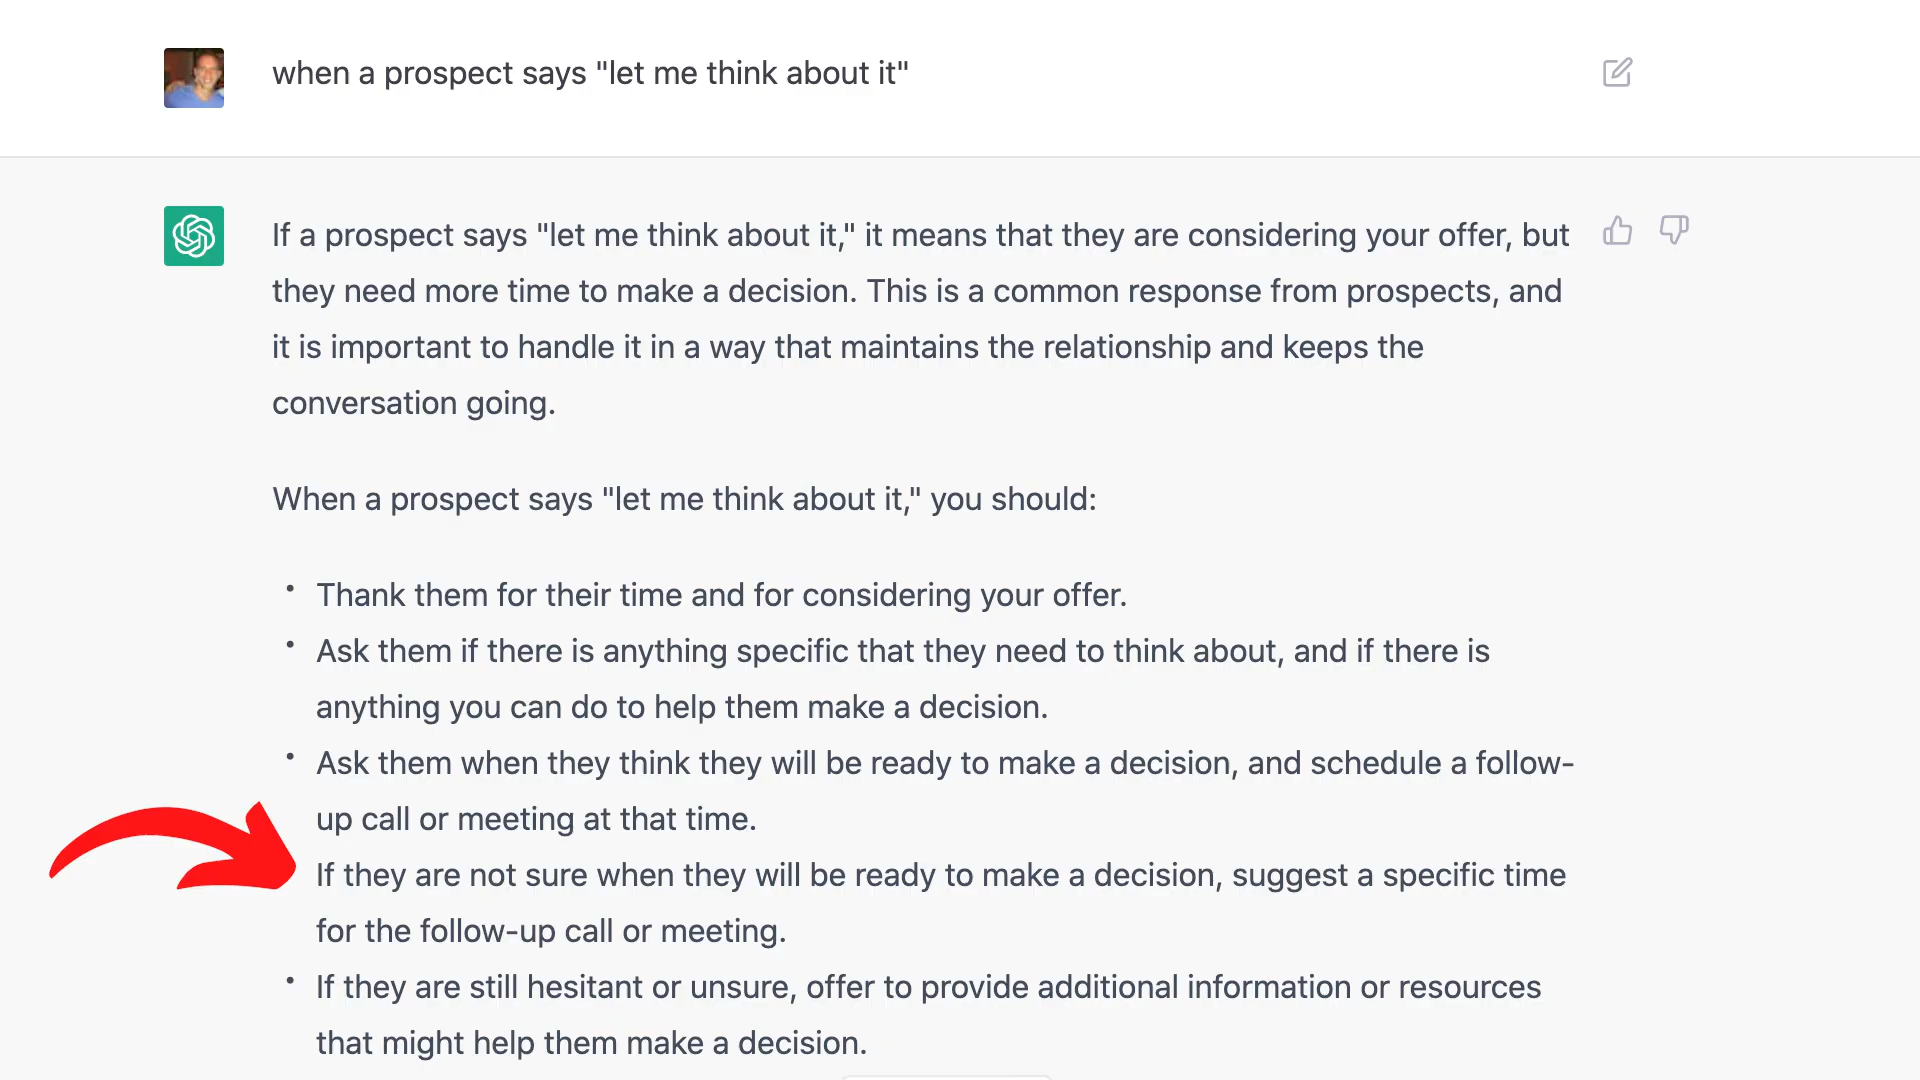 when a prospect says "let me think about it"
If a prospect says "let me think about it," it means that they are considering your offer, but
they need more time to make a decision. This is a common response from prospects, and
it is important to handle it in a way that maintains the relationship and keeps the
conversation going.
When a prospect says "let me think about it," you should:
• Thank them for their time and for considering your offer.
• Ask them if there is anything specific that they need to think about, and if there is
anything you can do to help them make a decision.
• Ask them when they think they will be ready to make a decision, and schedule a follow-
up call or meeting at that time.
If they are not sure when they will be ready to make a decision, suggest a specific time
for the follow-up call or meeting.
• If they are still hesitant or unsure, offer to provide additional information or resources
that might help them make a decision.